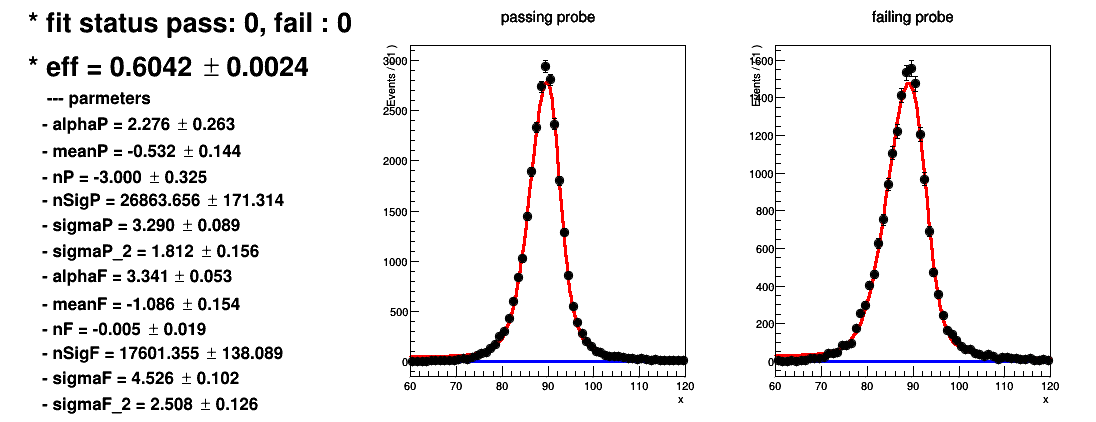 * fit status pass: 0, fail : 0
* eff = 0.6042 ± 0.0024
--- parmeters
- alphaP = 2.276 ± 0.263
- meanP = -0.532 ± 0.144
- nP = -3.000 ± 0.325
- nSigP = 26863.656 ± 171.314
- sigmaP = 3.290 ± 0.089
- sigmaP_2 = 1.812 ± 0.156
- alphaF = 3.341 ± 0.053
- meanF = -1.086 ± 0.154
- nF = -0.005 ± 0.019
- nSigF = 17601.355 ± 138.089
- sigmaF = 4.526 ± 0.102
- sigmaF_2 = 2.508 ± 0.126
passing probe
Events / ( 1 )
3000
2500
2000
1500
1000
500
0
60 70 80 90 100 110 120
x
failing probe
Events / ( 1 )
1600
1400
1200
1000
800
600
400
200
0
60 70 80 90 100 110 120
x